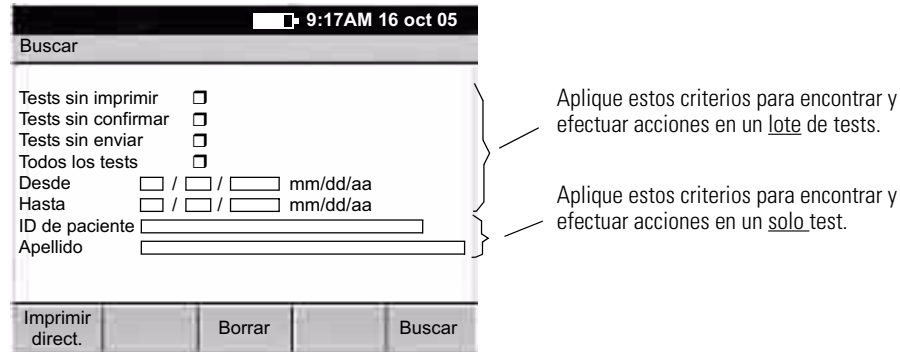 9:17AM 16 oct 05
Buscar
Tests sin imprimir
Tests sin confirmar
Tests sin enviar
Todos los tests
Desde / / mm/dd/aa
Hasta / / mm/dd/aa
ID de paciente
Apellido
Imprimir
direct.
Borrar
Buscar
Aplique estos criterios para encontrar y
efectuar acciones en un lote de tests.
Aplique estos criterios para encontrar y
efectuar acciones en un solo test.